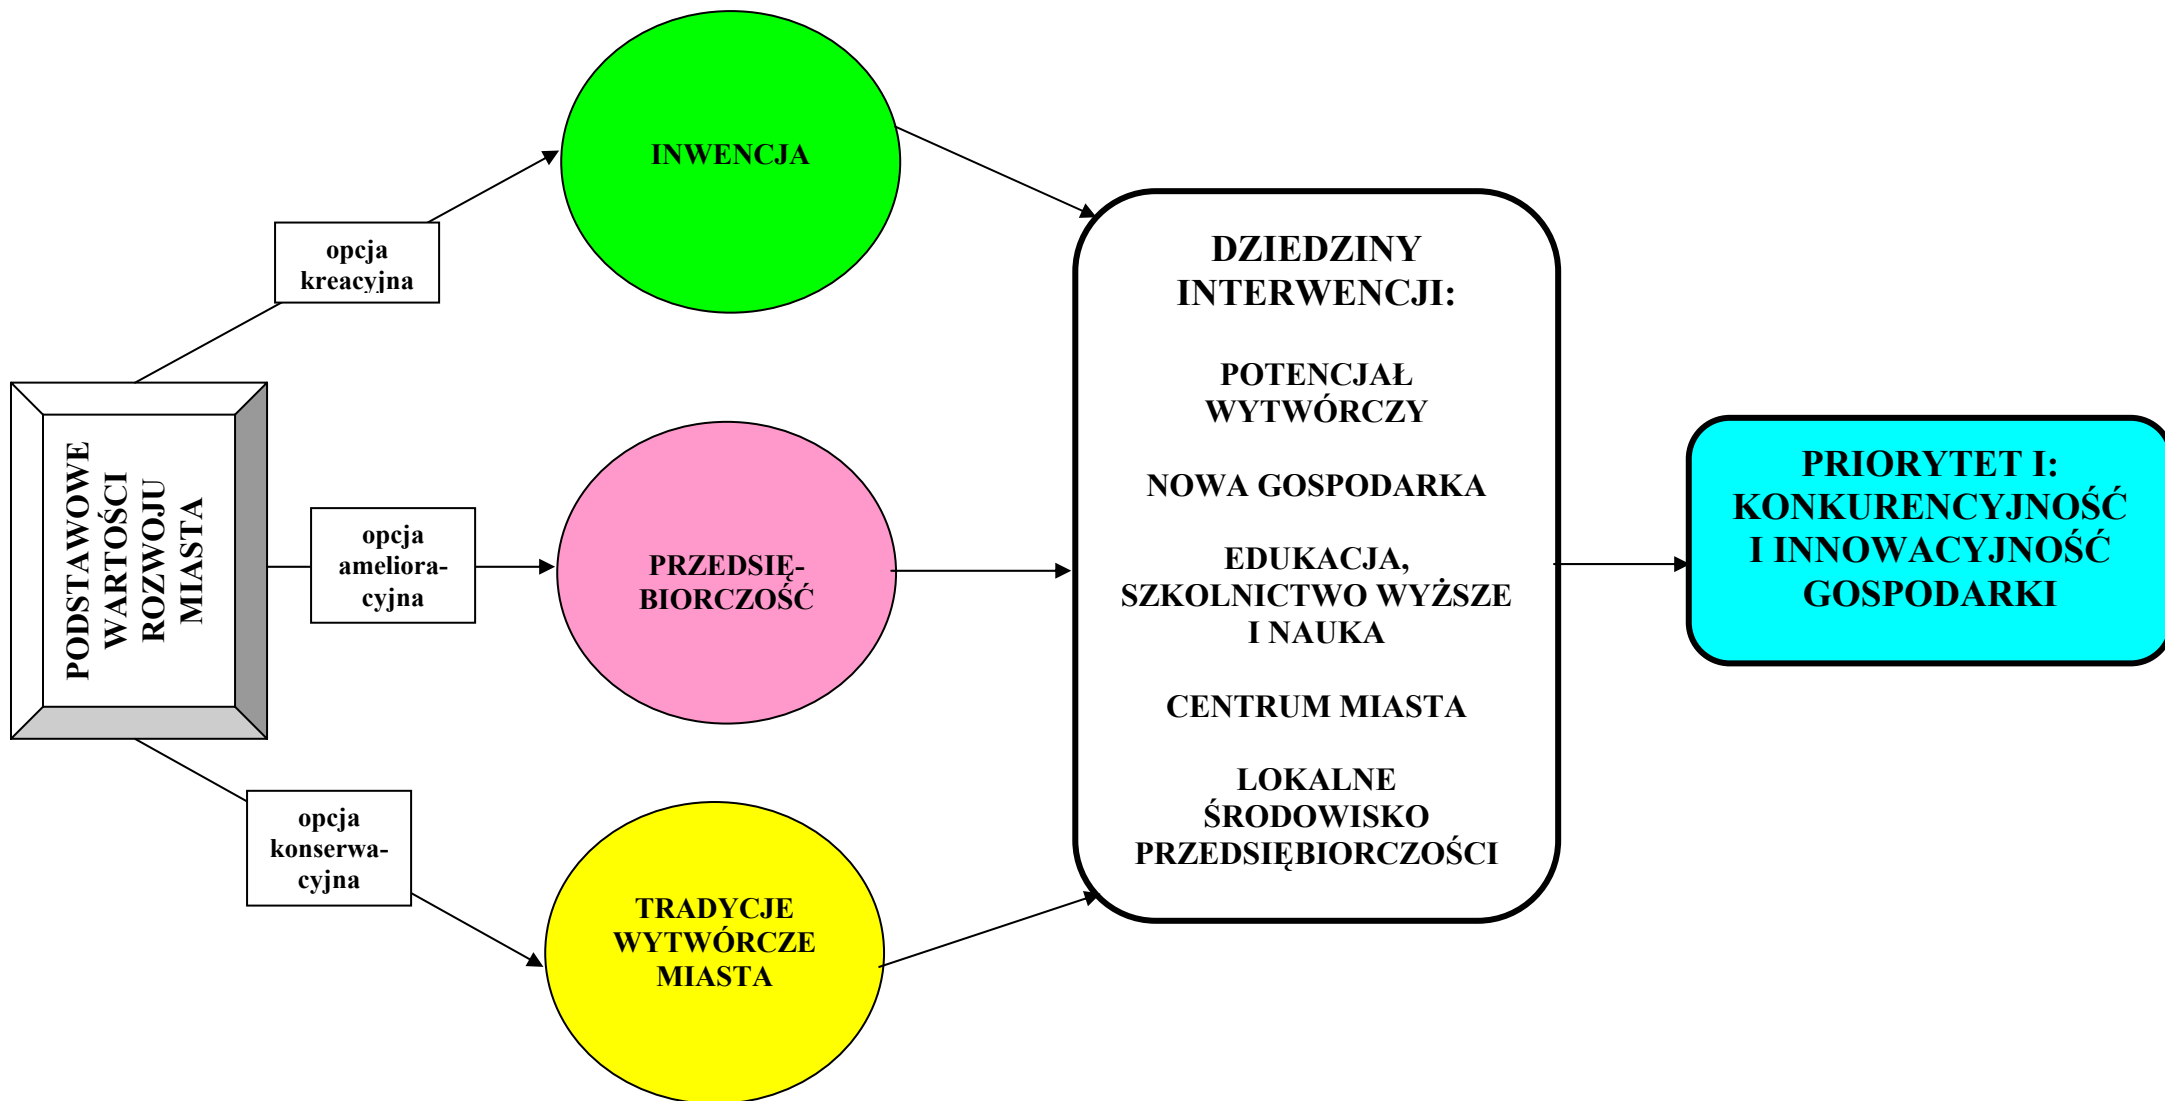 PODSTAWOWE
WARTOŚCI
ROZWOJU
MIASTA
opcja
kreacyjna
INWENCJA
opcja
ameliora-
cyjna
PRZEDSIĘ-
BIORCZOŚĆ
opcja
konserwa-
cyjna
TRADYCJE
WYTWÓRCZE
MIASTA
DZIEDZINY
INTERWENCJI:
POTENCJAŁ
WYTWÓRCZY
NOWA GOSPODARKA
EDUKACJA,
SZKOLNICTWO WYŻSZE
I NAUKA
CENTRUM MIASTA
LOKALNE
ŚRODOWISKO
PRZEDSIĘBIORCZOŚCI
PRIORYTET I:
KONKURENCYJNOŚĆ
I INNOWACYJNOŚĆ
GOSPODARKI